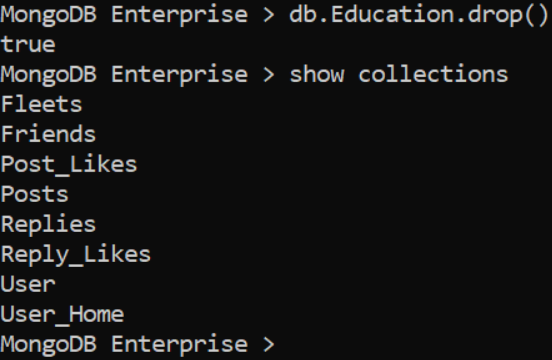 MongoDB Enterprise > db.Education.drop()
true
MongoDB Enterprise > show collections
Fleets
Friends
Post_Likes
Posts
Replies
Reply_Likes
User
User_Home
MongoDB Enterprise >